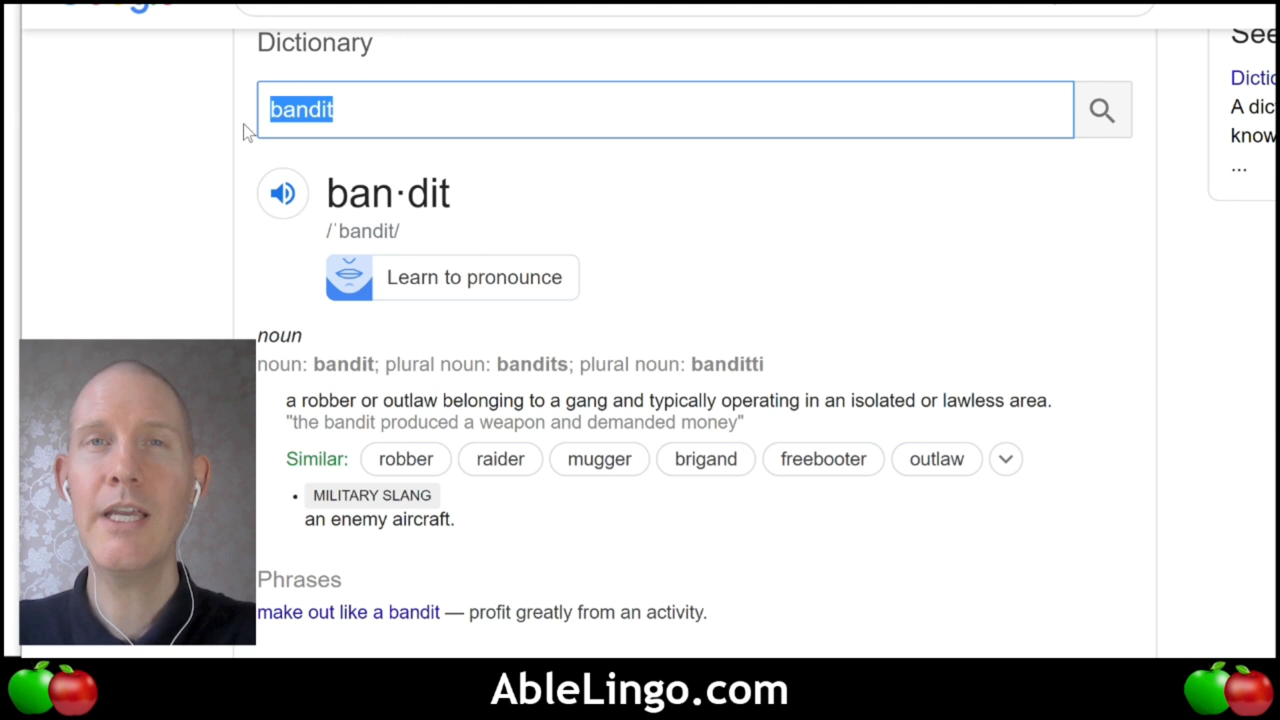 Dictionary
See
bandit
Dictio
A dic
know
...
ban·dit
/ˈbandit/
Learn to pronounce
noun
noun: bandit; plural noun: bandits; plural noun: banditti
a robber or outlaw belonging to a gang and typically operating in an isolated or lawless area.
"the bandit produced a weapon and demanded money"
Similar: robber raider mugger brigand freebooter outlaw
• MILITARY SLANG
an enemy aircraft.
Phrases
make out like a bandit — profit greatly from an activity.
AbleLingo.com